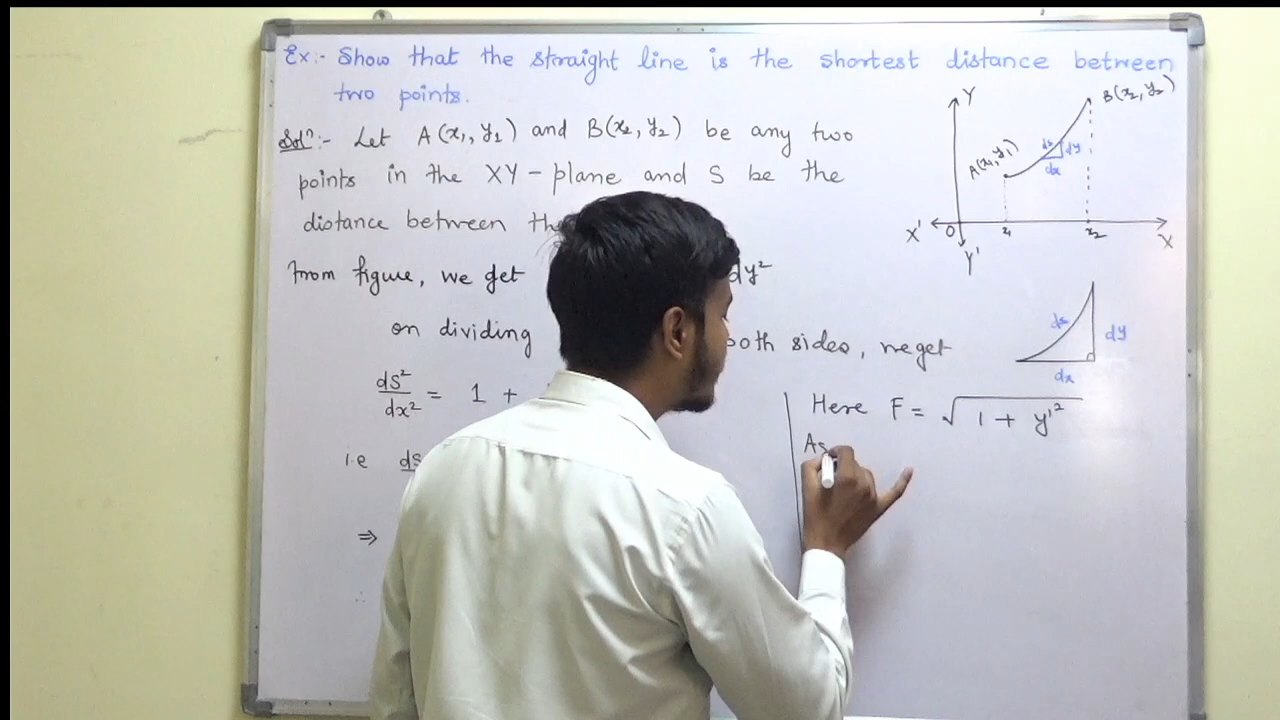 Ex:- Show that the straight line is the shortest distance between
two points.
Solⁿ:- Let A(x₁, y₁) and B(x₂, y₂) be any two
points in the XY-plane and S be the
distance between
From figure, we get dy²
on dividing both sides, we get
dS²/dx² = 1 +
i.e dS
⇒
∴
Here F = √1 + y'²
As
Y
B(x₂, y₂)
A(x₁, y₁)
ds
dy
dx
X'
O
x₁
x₂
X
Y'
ds
dy
dx